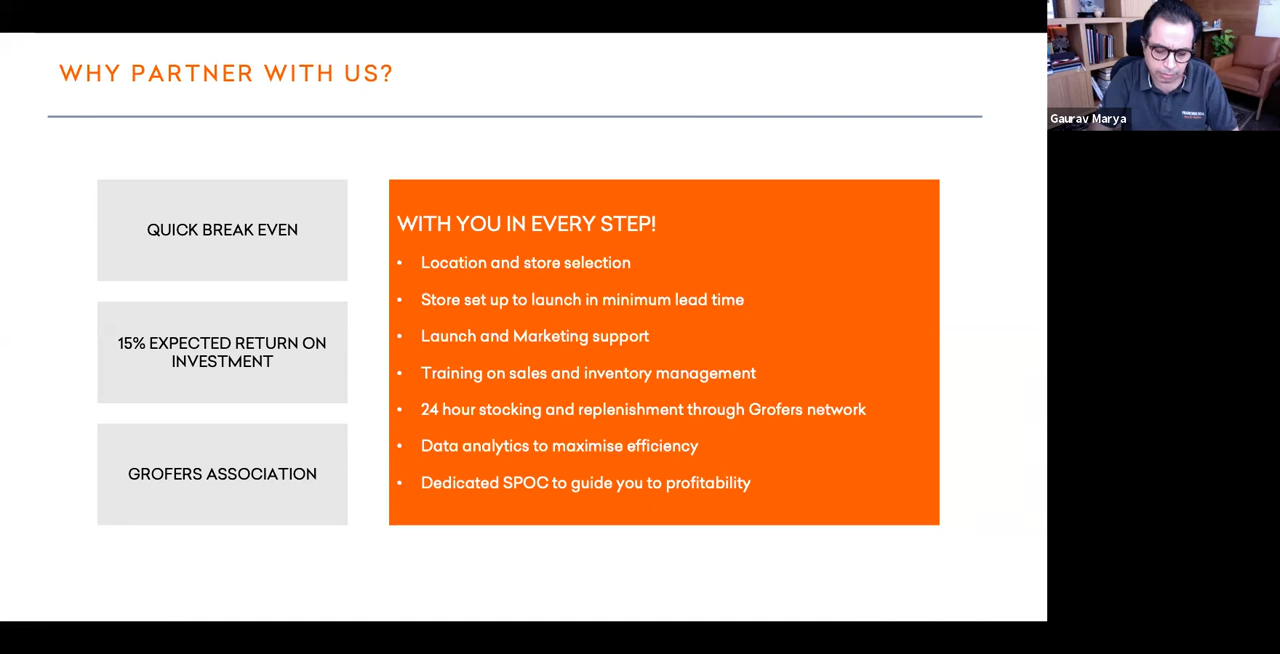 WHY PARTNER WITH US?
QUICK BREAK EVEN
15% EXPECTED RETURN ON
INVESTMENT
GROFERS ASSOCIATION
WITH YOU IN EVERY STEP!
• Location and store selection
• Store set up to launch in minimum lead time
• Launch and Marketing support
• Training on sales and inventory management
• 24 hour stocking and replenishment through Grofers network
• Data analytics to maximise efficiency
• Dedicated SPOC to guide you to profitability
Gaurav Marya